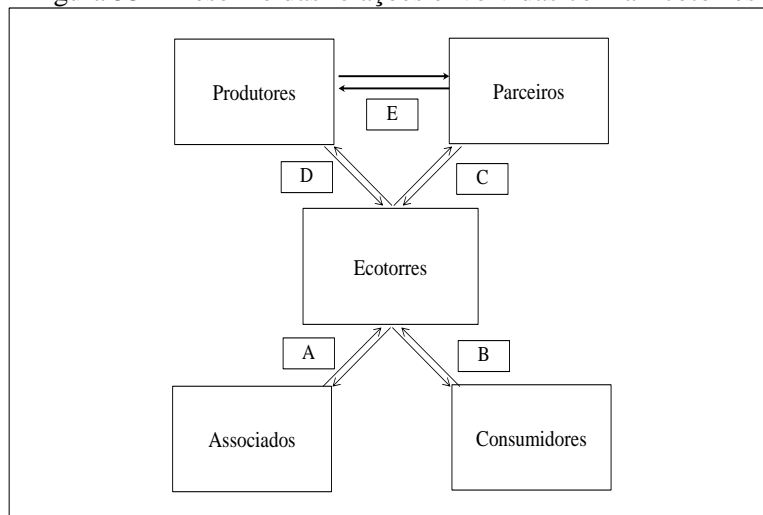 Produtores
Parceiros
E
D
C
Ecotorres
A
B
Associados
Consumidores